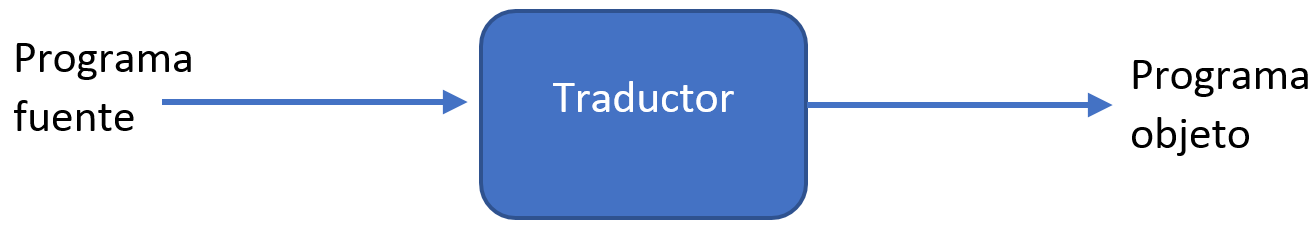 Programa
fuente
Traductor
Programa
objeto